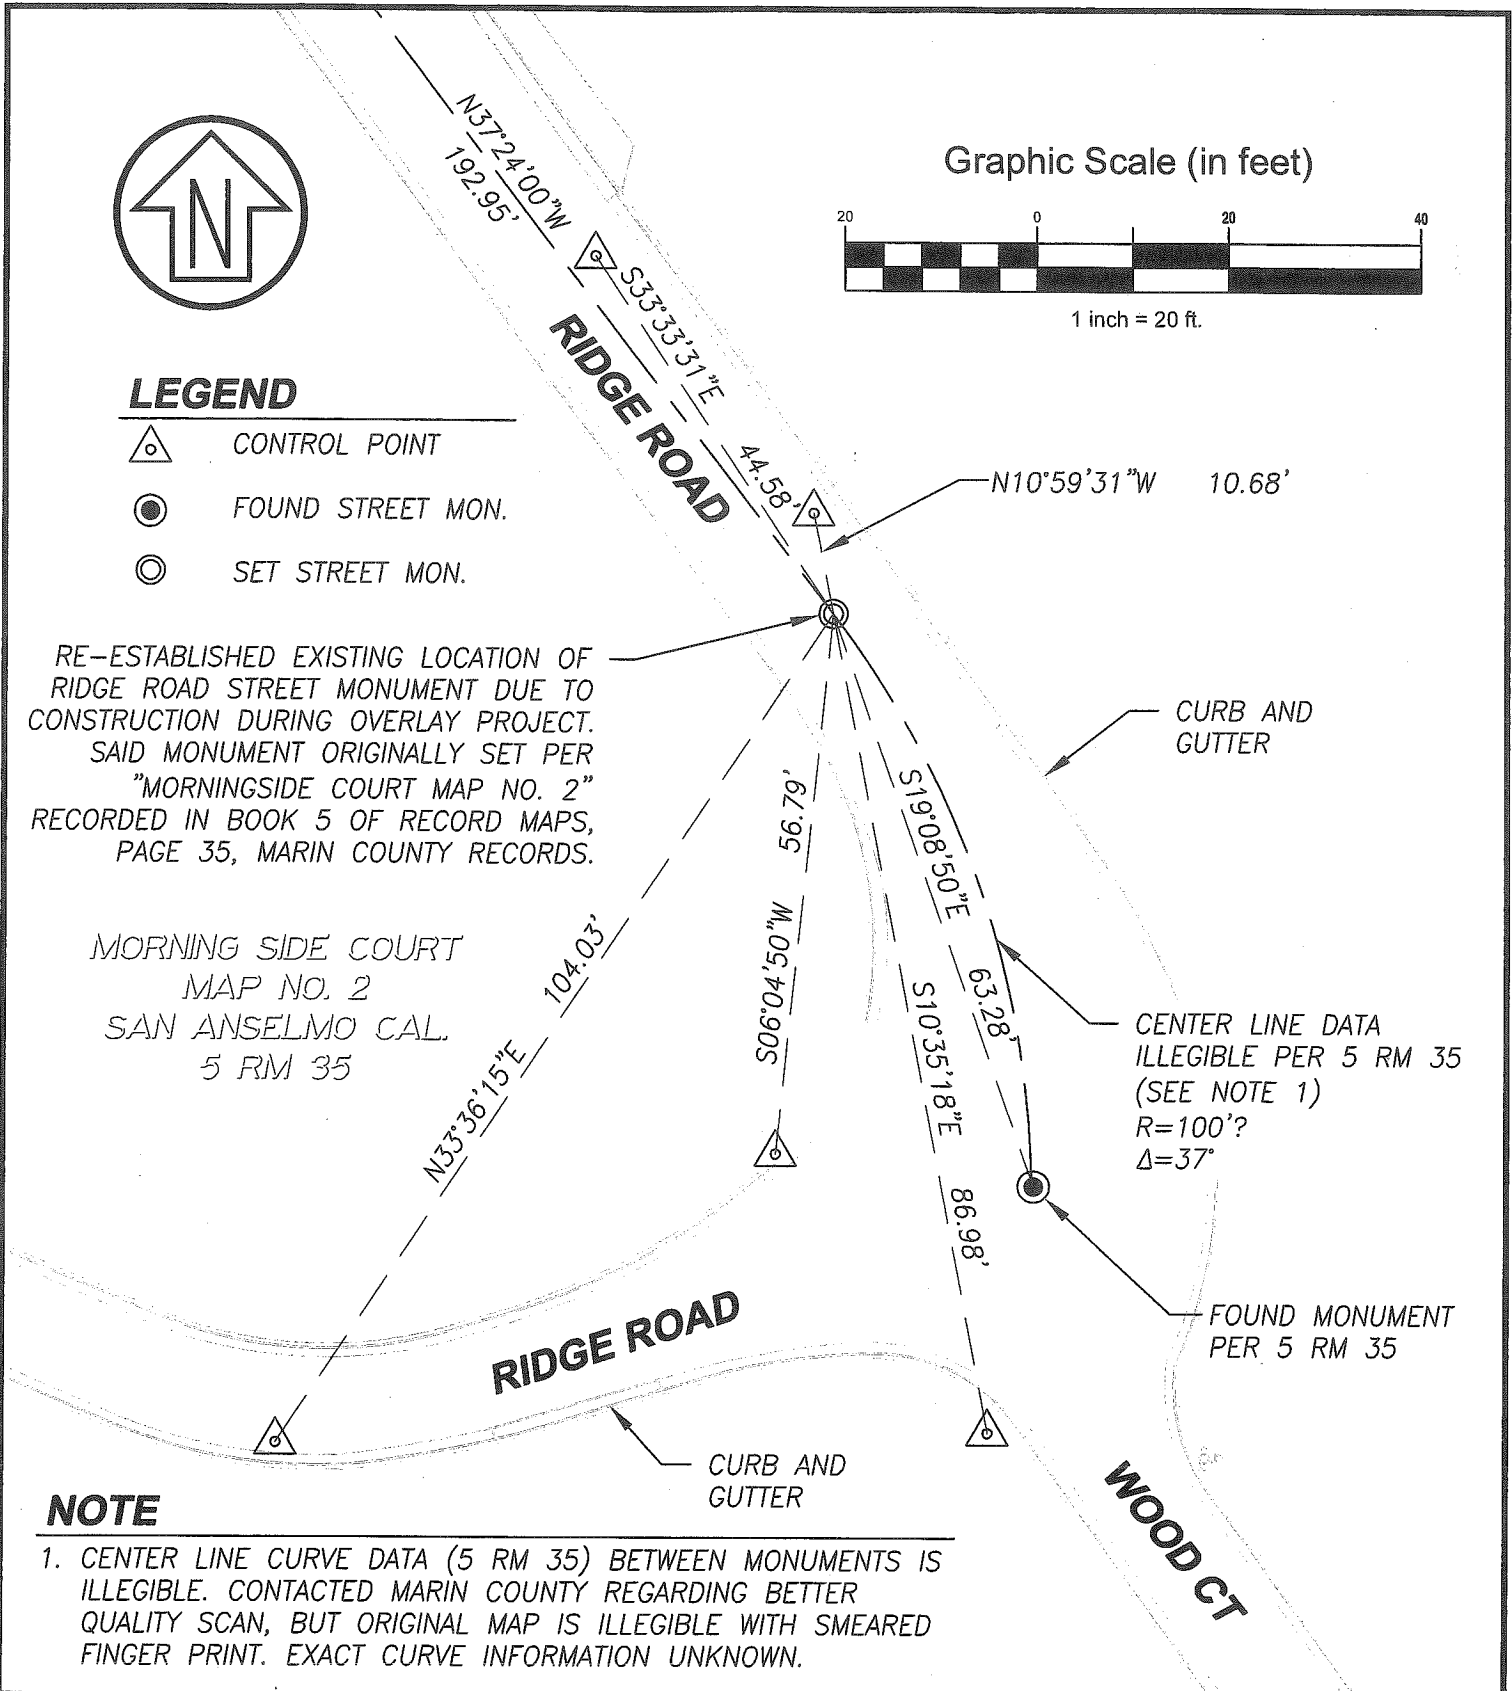 N37°24'00"W
192.95'
N
Graphic Scale (in feet)
20 0 20 40
1 inch = 20 ft.
S33°33'31"E
44.58'
RIDGE ROAD
LEGEND
CONTROL POINT
FOUND STREET MON.
SET STREET MON.
N10°59'31"W 10.68'
RE-ESTABLISHED EXISTING LOCATION OF
RIDGE ROAD STREET MONUMENT DUE TO
CONSTRUCTION DURING OVERLAY PROJECT.
SAID MONUMENT ORIGINALLY SET PER
"MORNINGSIDE COURT MAP NO. 2"
RECORDED IN BOOK 5 OF RECORD MAPS,
PAGE 35, MARIN COUNTY RECORDS.
CURB AND
GUTTER
MORNING SIDE COURT
MAP NO. 2
SAN ANSELMO CAL.
5 RM 35
N33°36'15"E 104.03'
S06°04'50"W 56.79'
S10°35'18"E 86.98'
S19°08'50"E 63.28'
CENTER LINE DATA
ILLEGIBLE PER 5 RM 35
(SEE NOTE 1)
R=100'?
Δ=37°
FOUND MONUMENT
PER 5 RM 35
RIDGE ROAD
CURB AND
GUTTER
WOOD CT
NOTE
1. CENTER LINE CURVE DATA (5 RM 35) BETWEEN MONUMENTS IS
ILLEGIBLE. CONTACTED MARIN COUNTY REGARDING BETTER
QUALITY SCAN, BUT ORIGINAL MAP IS ILLEGIBLE WITH SMEARED
FINGER PRINT. EXACT CURVE INFORMATION UNKNOWN.